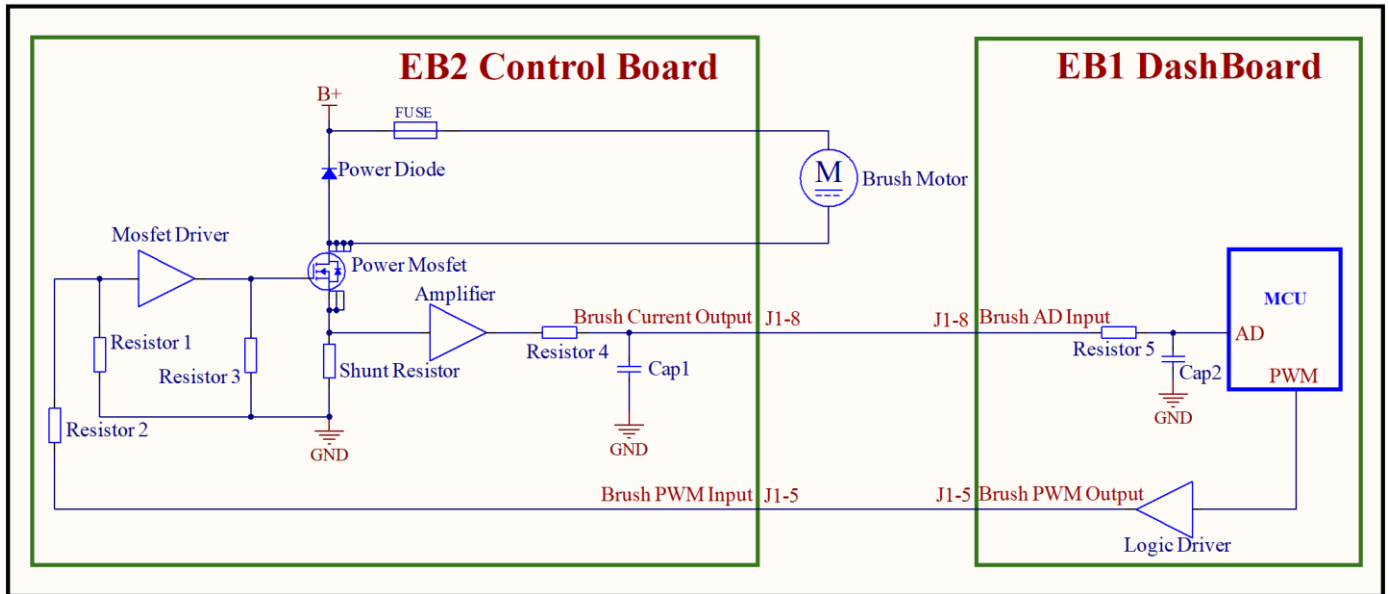 EB2 Control Board
EB1 DashBoard
B+
FUSE
Power Diode
M
Brush Motor
Mosfet Driver
Power Mosfet
Amplifier
MCU
Brush Current Output
J1-8
J1-8
Brush AD Input
AD
Resistor 1
Resistor 3
Shunt Resistor
Resistor 4
Cap1
Resistor 5
Cap2
PWM
Resistor 2
GND
GND
GND
Brush PWM Input
J1-5
J1-5
Brush PWM Output
Logic Driver